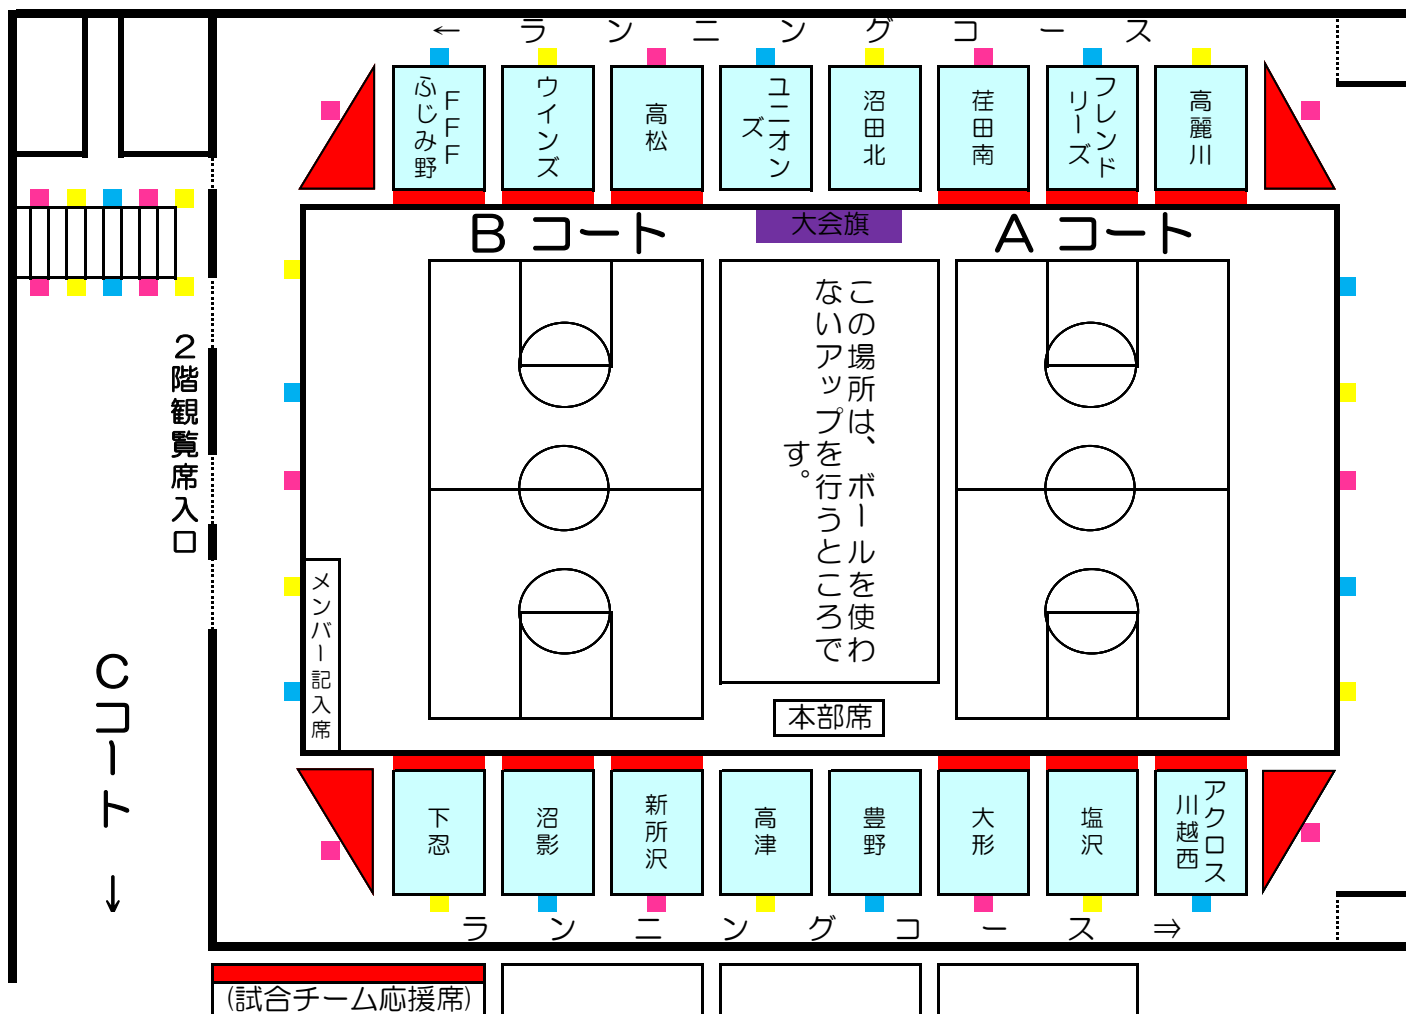 ← ランニングコース
FFF
ふじみ野
ウインズ
高松
ユニオン
ズ
沼田北
荏田南
フレンド
リーズ
高麗川
Bコート
大会旗
Aコート
この場所は、ボールを使わ
ないアップを行うところで
す。
2階観覧席入口
メンバー記入席
Cコート ↓
本部席
下忍
沼影
新所沢
高津
豊野
大形
塩沢
アクロス
川越西
ランニングコース ⇒
(試合チーム応援席)